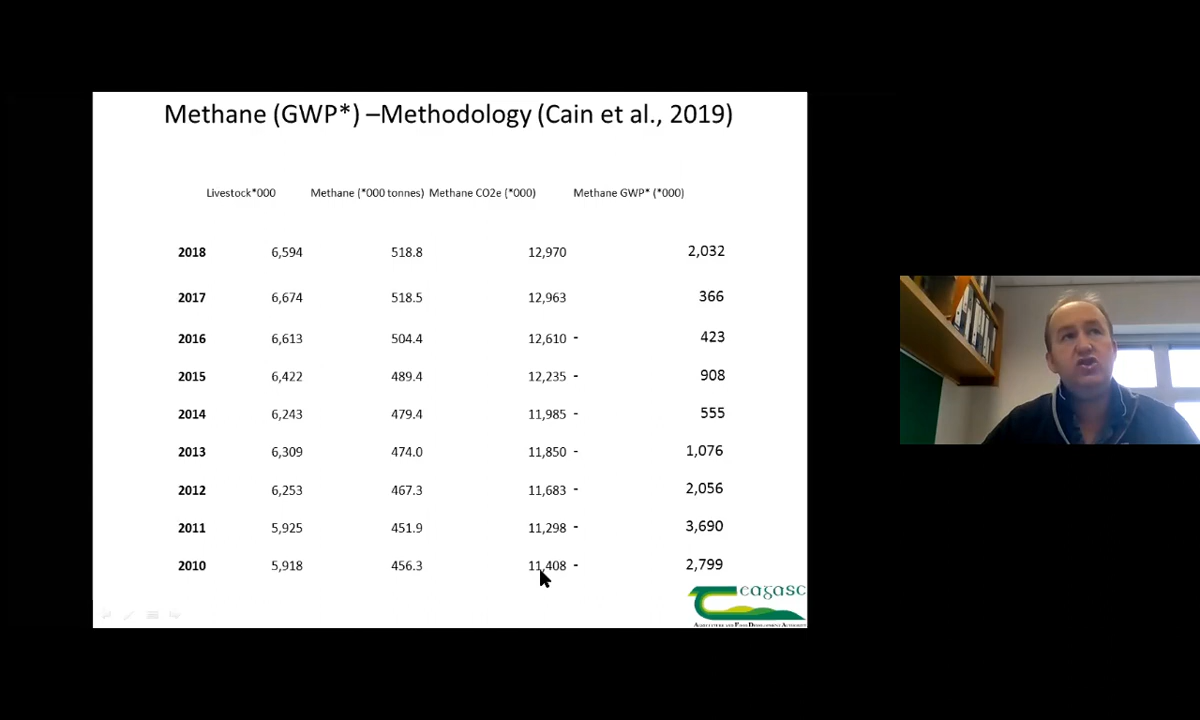 Methane (GWP*) –Methodology (Cain et al., 2019)
Livestock*000 Methane (*000 tonnes) Methane CO2e (*000) Methane GWP* (*000)
2018 6,594 518.8 12,970 2,032
2017 6,674 518.5 12,963 366
2016 6,613 504.4 12,610 - 423
2015 6,422 489.4 12,235 - 908
2014 6,243 479.4 11,985 - 555
2013 6,309 474.0 11,850 - 1,076
2012 6,253 467.3 11,683 - 2,056
2011 5,925 451.9 11,298 - 3,690
2010 5,918 456.3 11,408 - 2,799
Teagasc
Agriculture and Food Development Authority